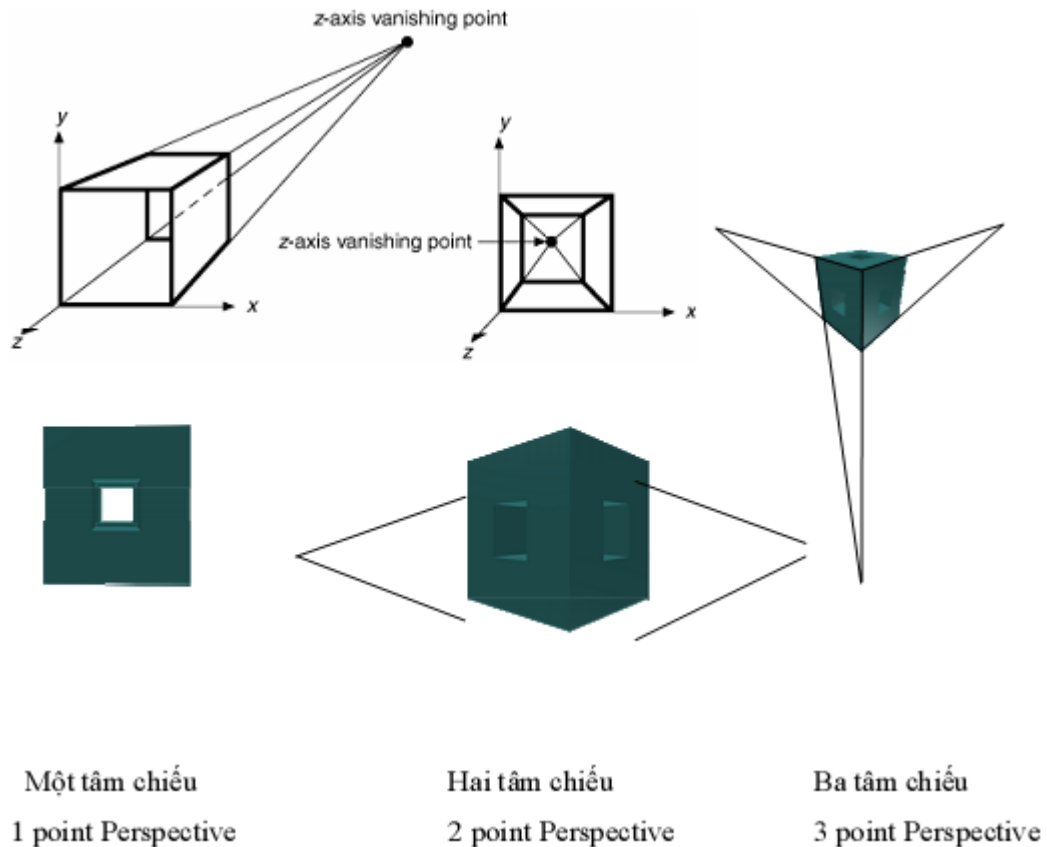 z-axis vanishing point
y
x
z
y
z-axis vanishing point
x
z
Một tâm chiếu
1 point Perspective
Hai tâm chiếu
2 point Perspective
Ba tâm chiếu
3 point Perspective